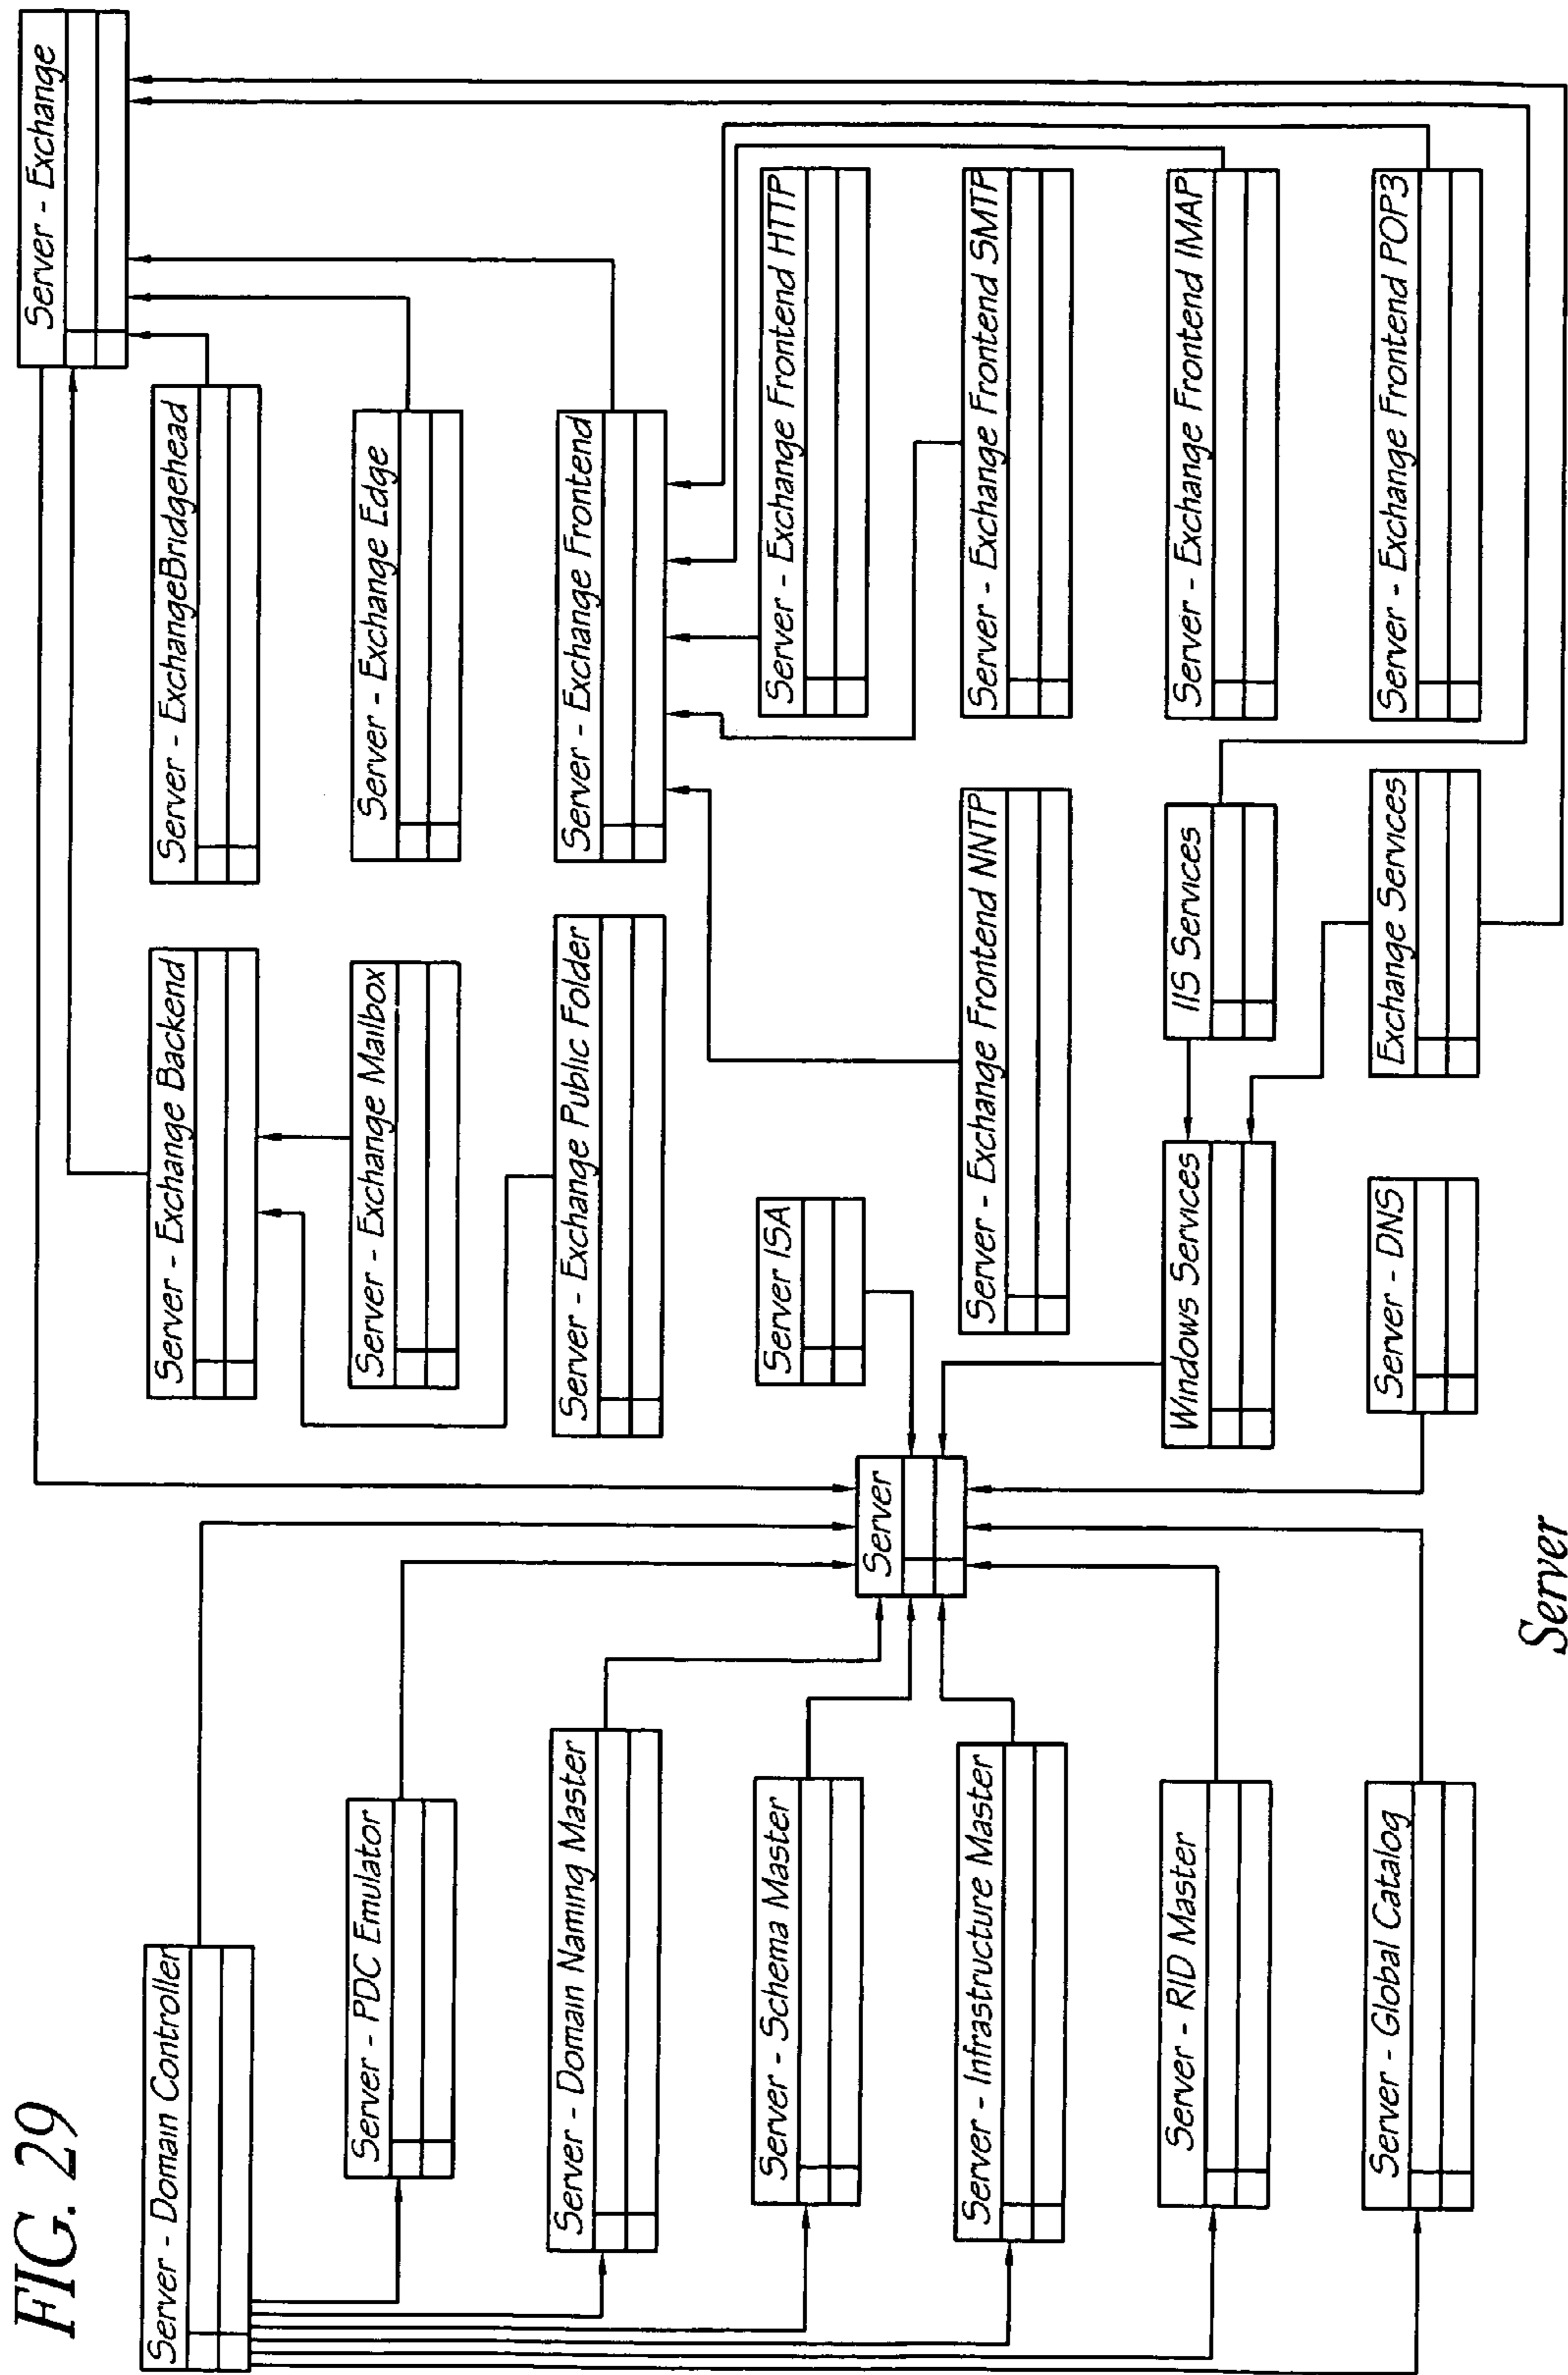 FIG. 29
Server - Domain Controller
Server - PDC Emulator
Server - Domain Naming Master
Server - Schema Master
Server - Infrastructure Master
Server - RID Master
Server - Global Catalog
Server
Server - Exchange Backend
Server - Exchange Mailbox
Server - Exchange Public Folder
Server ISA
Server - Exchange Frontend NNTP
Windows Services
Server - DNS
IIS Services
Exchange Services
Server - ExchangeBridgehead
Server - Exchange Edge
Server - Exchange Frontend
Server - Exchange Frontend HTTP
Server - Exchange Frontend SMTP
Server - Exchange Frontend IMAP
Server - Exchange Frontend POP3
Server - Exchange
Server